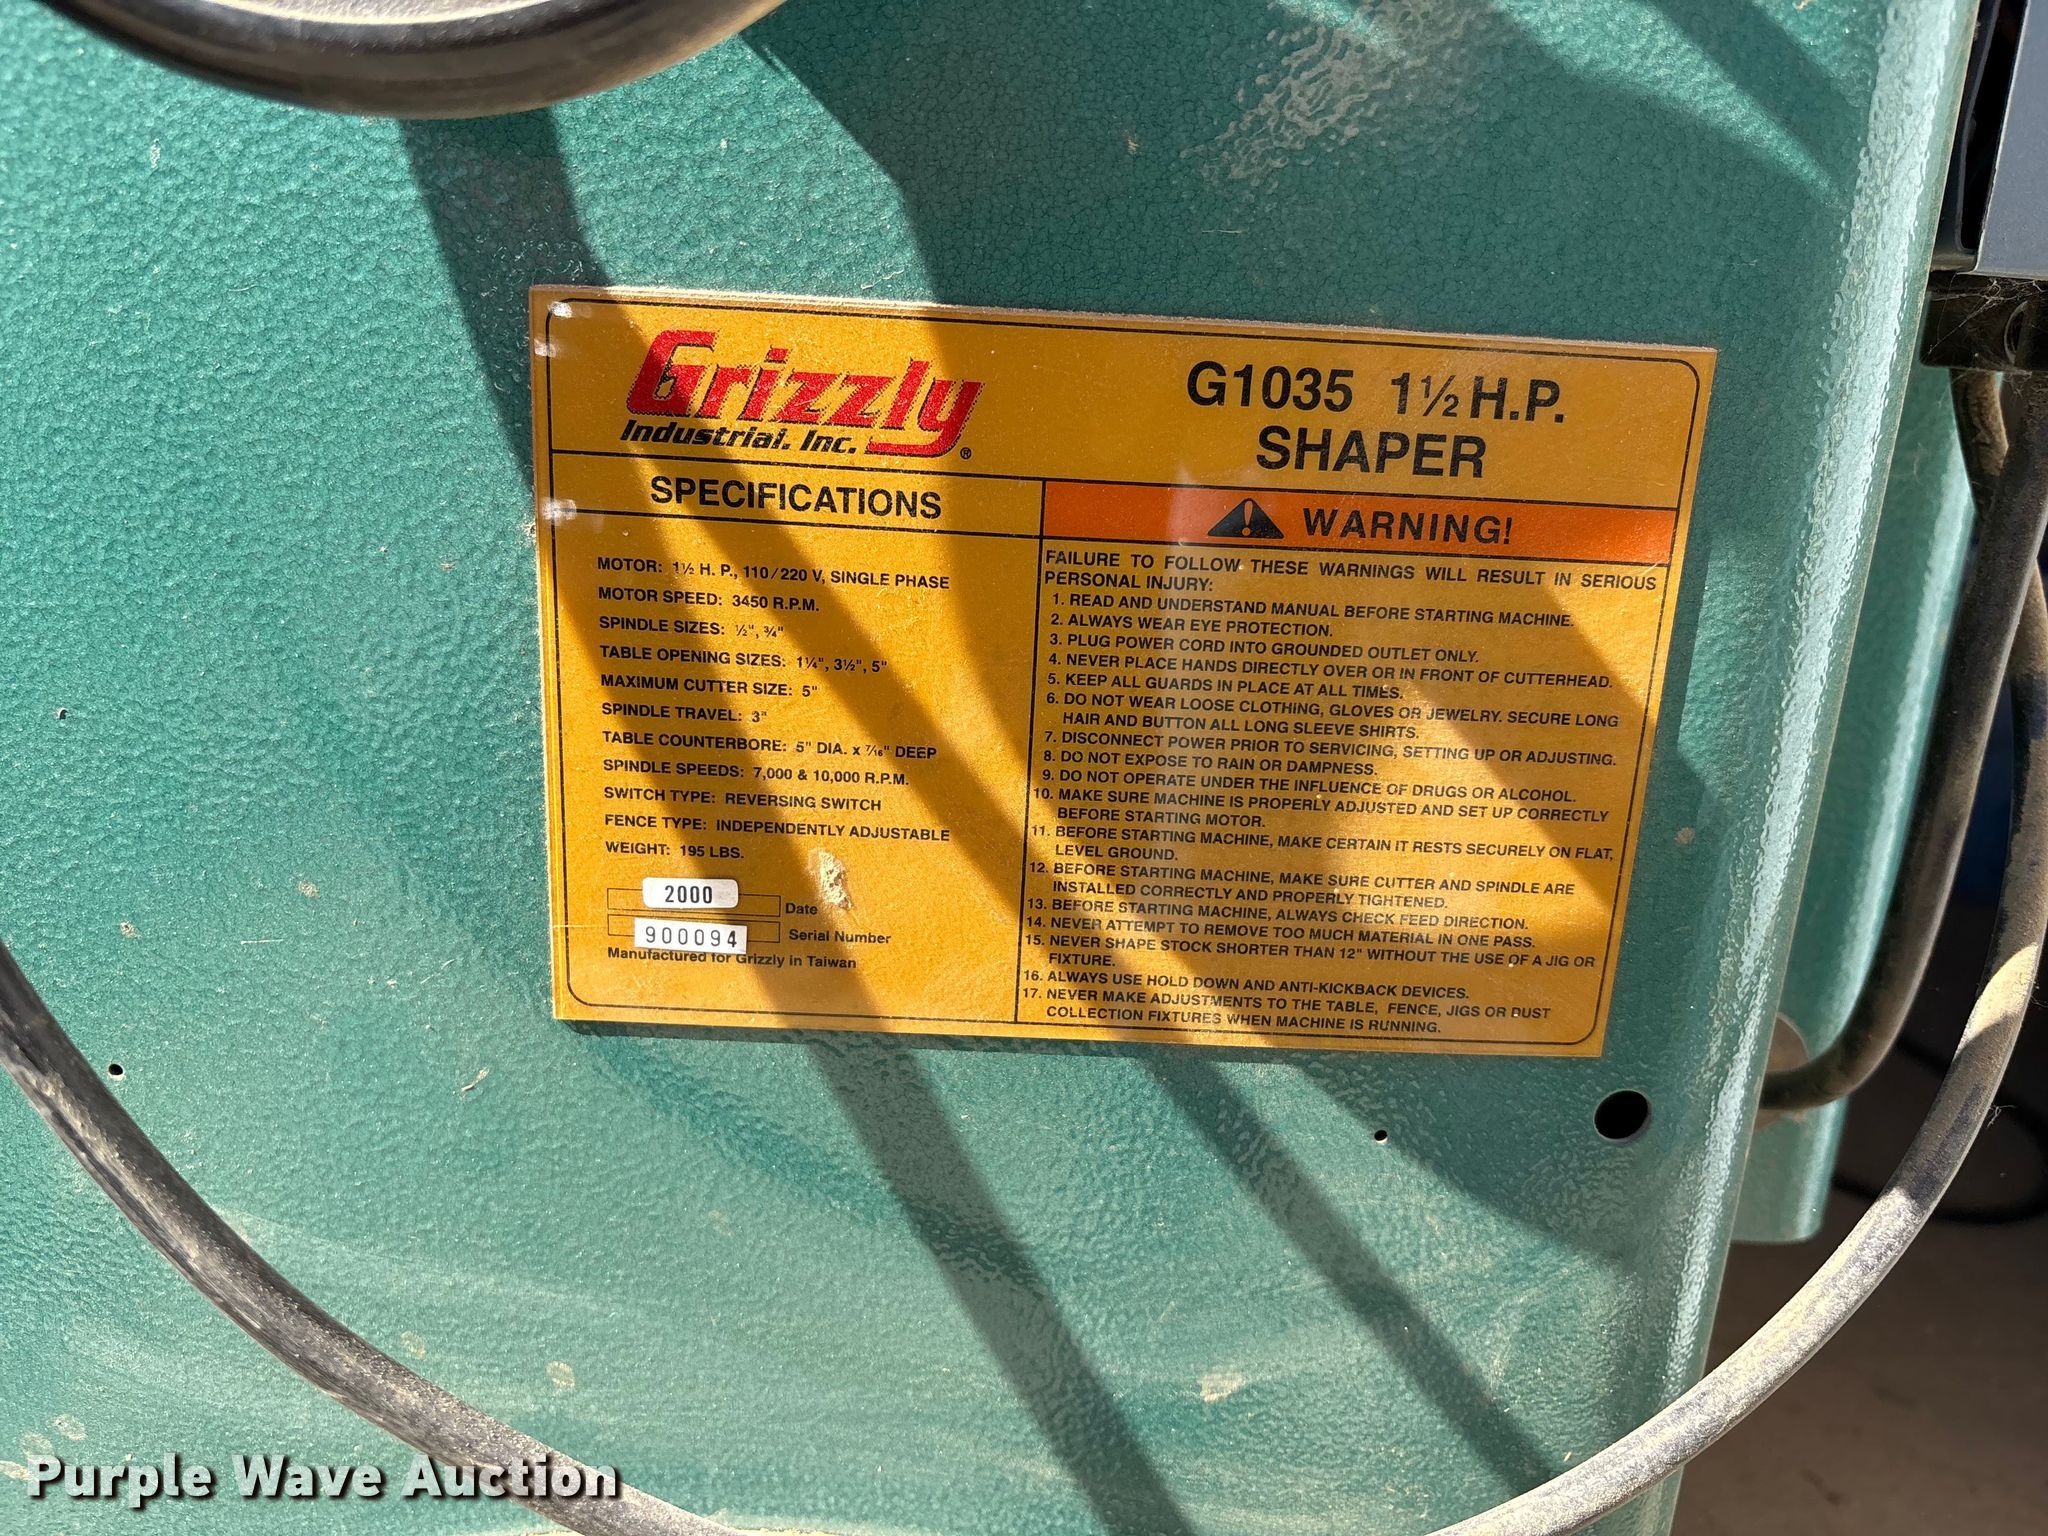 Grizzly
Industrial, Inc. ®
G1035 1½ H.P.
SHAPER
SPECIFICATIONS
MOTOR: 1½ H. P., 110/220 V, SINGLE PHASE
MOTOR SPEED: 3450 R.P.M.
SPINDLE SIZES: ½", ¾"
TABLE OPENING SIZES: 1¼", 3½", 5"
MAXIMUM CUTTER SIZE: 5"
SPINDLE TRAVEL: 3"
TABLE COUNTERBORE: 5" DIA. x 7/16" DEEP
SPINDLE SPEEDS: 7,000 & 10,000 R.P.M.
SWITCH TYPE: REVERSING SWITCH
FENCE TYPE: INDEPENDENTLY ADJUSTABLE
WEIGHT: 195 LBS.
2000 Date
900094 Serial Number
Manufactured for Grizzly in Taiwan
WARNING!
FAILURE TO FOLLOW THESE WARNINGS WILL RESULT IN SERIOUS
PERSONAL INJURY:
1. READ AND UNDERSTAND MANUAL BEFORE STARTING MACHINE.
2. ALWAYS WEAR EYE PROTECTION.
3. PLUG POWER CORD INTO GROUNDED OUTLET ONLY.
4. NEVER PLACE HANDS DIRECTLY OVER OR IN FRONT OF CUTTERHEAD.
5. KEEP ALL GUARDS IN PLACE AT ALL TIMES.
6. DO NOT WEAR LOOSE CLOTHING, GLOVES OR JEWELRY. SECURE LONG
HAIR AND BUTTON ALL LONG SLEEVE SHIRTS.
7. DISCONNECT POWER PRIOR TO SERVICING, SETTING UP OR ADJUSTING.
8. DO NOT EXPOSE TO RAIN OR DAMPNESS.
9. DO NOT OPERATE UNDER THE INFLUENCE OF DRUGS OR ALCOHOL.
10. MAKE SURE MACHINE IS PROPERLY ADJUSTED AND SET UP CORRECTLY
BEFORE STARTING MOTOR.
11. BEFORE STARTING MACHINE, MAKE CERTAIN IT RESTS SECURELY ON FLAT,
LEVEL GROUND.
12. BEFORE STARTING MACHINE, MAKE SURE CUTTER AND SPINDLE ARE
INSTALLED CORRECTLY AND PROPERLY TIGHTENED.
13. BEFORE STARTING MACHINE, ALWAYS CHECK FEED DIRECTION.
14. NEVER ATTEMPT TO REMOVE TOO MUCH MATERIAL IN ONE PASS.
15. NEVER SHAPE STOCK SHORTER THAN 12" WITHOUT THE USE OF A JIG OR
FIXTURE.
16. ALWAYS USE HOLD DOWN AND ANTI-KICKBACK DEVICES.
17. NEVER MAKE ADJUSTMENTS TO THE TABLE, FENCE, JIGS OR DUST
COLLECTION FIXTURES WHEN MACHINE IS RUNNING.
Purple Wave Auction